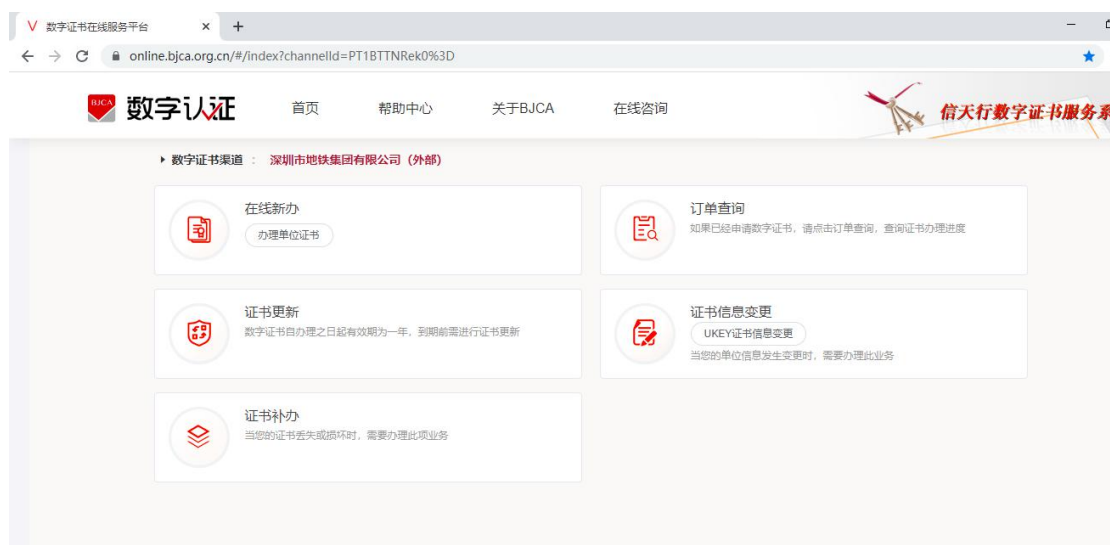 数字证书在线服务平台
online.bjca.org.cn/#/index?channelId=PT1BTTNRek0%3D
BJCA 数字认证 首页 帮助中心 关于BJCA 在线咨询 信天行数字证书服务系
数字证书渠道 : 深圳市地铁集团有限公司（外部）
在线新办
办理单位证书
订单查询
如果已经申请数字证书，请点击订单查询，查询证书办理进度
证书更新
数字证书自办理之日起有效期为一年，到期前需进行证书更新
证书信息变更
UKEY证书信息变更
当您的单位信息发生变更时，需要办理此业务
证书补办
当您的证书丢失或损坏时，需要办理此项业务